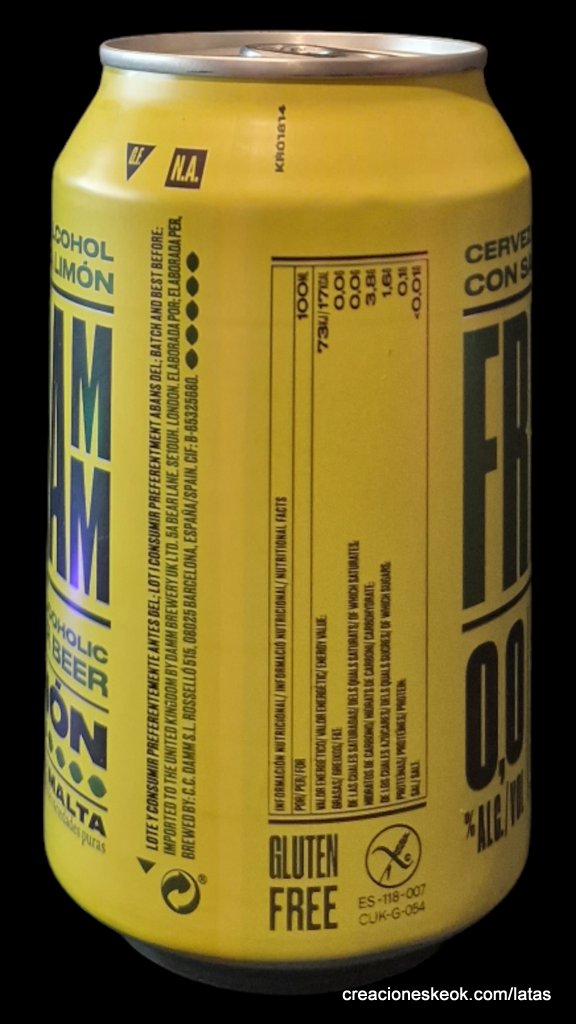 KR01814
G.F.
N.A.
LCOHOL
LIMÓN
AM
AM
COHOLIC
BEER
ÓN
MALTA
LOTE Y CONSUMIR PREFERENTEMENTE ANTES DEL: LOT I CONSUMIR PREFERENTMENT ABANS DEL: BATCH AND BEST BEFORE:
IMPORTED TO THE UNITED KINGDOM BY DAMM BREWERY UK LTD. 5A BEAR LANE. SE10UH. LONDON. ELABORADA POR: ELABORADA PER,
BREWED BY: C.C. DAMM S.L. ROSSELLÓ 515, 08025 BARCELONA, ESPAÑA/SPAIN. CIF: B-65325680.
INFORMACIÓN NUTRICIONAL/ INFORMACIÓ NUTRICIONAL/ NUTRITIONAL FACTS
POR/ PER/ FOR 100Ml
VALOR ENERGÉTICO/ VALOR ENERGÈTIC/ ENERGY VALUE: 73KJ/17KCAL
GRASAS/ GREIXOS/ FAT: 0,0g
DE LAS CUALES SATURADAS/ DELS QUALS SATURATS/ OF WHICH SATURATES: 0,0g
HIDRATOS DE CARBONO/ HIDRATS DE CARBONI/ CARBOHYDRATE: 3,8g
DE LOS CUALES AZÚCARES/ DELS QUALS SUCRES/ OF WHICH SUGARS: 1,6g
PROTEÍNAS/ PROTEÏNES/ PROTEIN: 0,1g
SAL/ SALT: <0,01g
GLUTEN
FREE
ES-118-007
CUK-G-054
CERVEZ
CON SA
FR
0,0
% ALC./VOL
creacioneskeok.com/latas